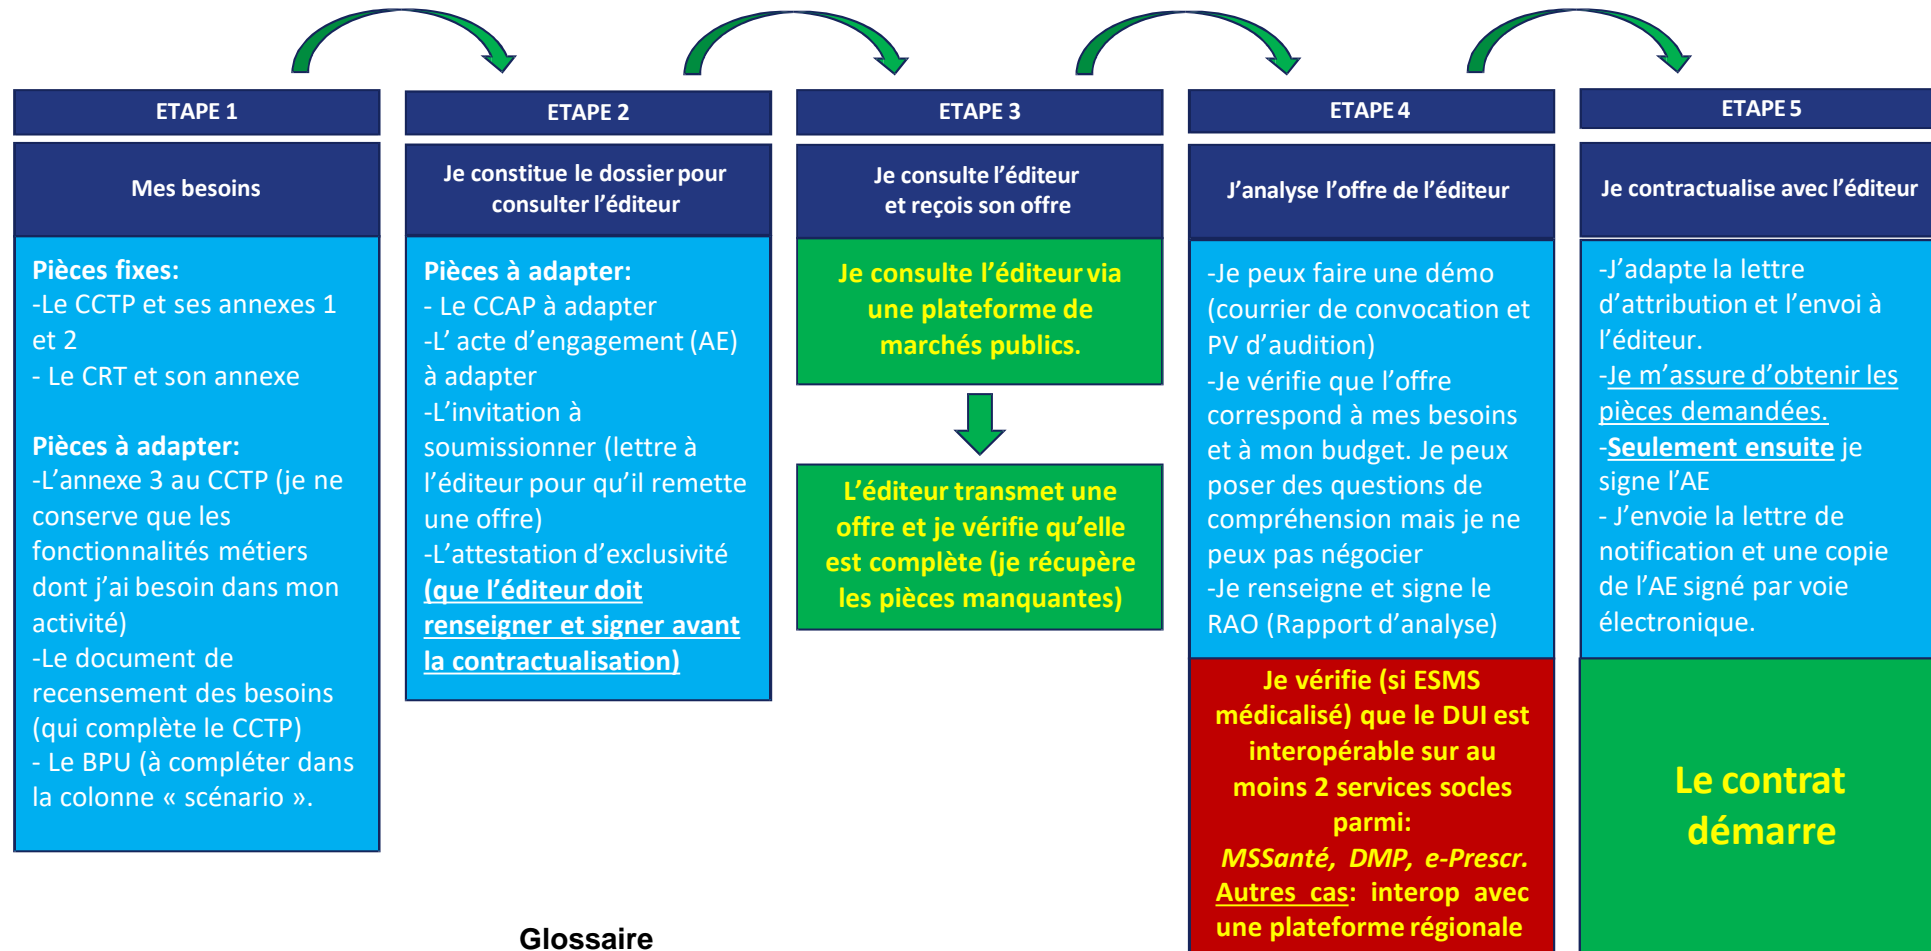 ETAPE 1
Mes besoins
Pièces fixes:
-Le CCTP et ses annexes 1
et 2
- Le CRT et son annexe
Pièces à adapter:
-L’annexe 3 au CCTP (je ne
conserve que les
fonctionnalités métiers
dont j’ai besoin dans mon
activité)
-Le document de
recensement des besoins
(qui complète le CCTP)
- Le BPU (à compléter dans
la colonne « scénario ».
ETAPE 2
Je constitue le dossier pour
consulter l’éditeur
Pièces à adapter:
- Le CCAP à adapter
-L’ acte d’engagement (AE)
à adapter
-L’invitation à
soumissionner (lettre à
l’éditeur pour qu’il remette
une offre)
-L’attestation d’exclusivité
(que l’éditeur doit
renseigner et signer avant
la contractualisation)
ETAPE 3
Je consulte l’éditeur
et reçois son offre
Je consulte l’éditeur via
une plateforme de
marchés publics.
L’éditeur transmet une
offre et je vérifie qu’elle
est complète (je récupère
les pièces manquantes)
ETAPE 4
J’analyse l’offre de l’éditeur
-Je peux faire une démo
(courrier de convocation et
PV d’audition)
-Je vérifie que l’offre
correspond à mes besoins
et à mon budget. Je peux
poser des questions de
compréhension mais je ne
peux pas négocier
-Je renseigne et signe le
RAO (Rapport d’analyse)
Je vérifie (si ESMS
médicalisé) que le DUI est
interopérable sur au
moins 2 services socles
parmi:
MSSanté, DMP, e-Prescr.
Autres cas: interop avec
une plateforme régionale
ETAPE 5
Je contractualise avec l’éditeur
-J’adapte la lettre
d’attribution et l’envoi à
l’éditeur.
-Je m’assure d’obtenir les
pièces demandées.
-Seulement ensuite je
signe l’AE
- J’envoie la lettre de
notification et une copie
de l’AE signé par voie
électronique.
Le contrat
démarre
Glossaire